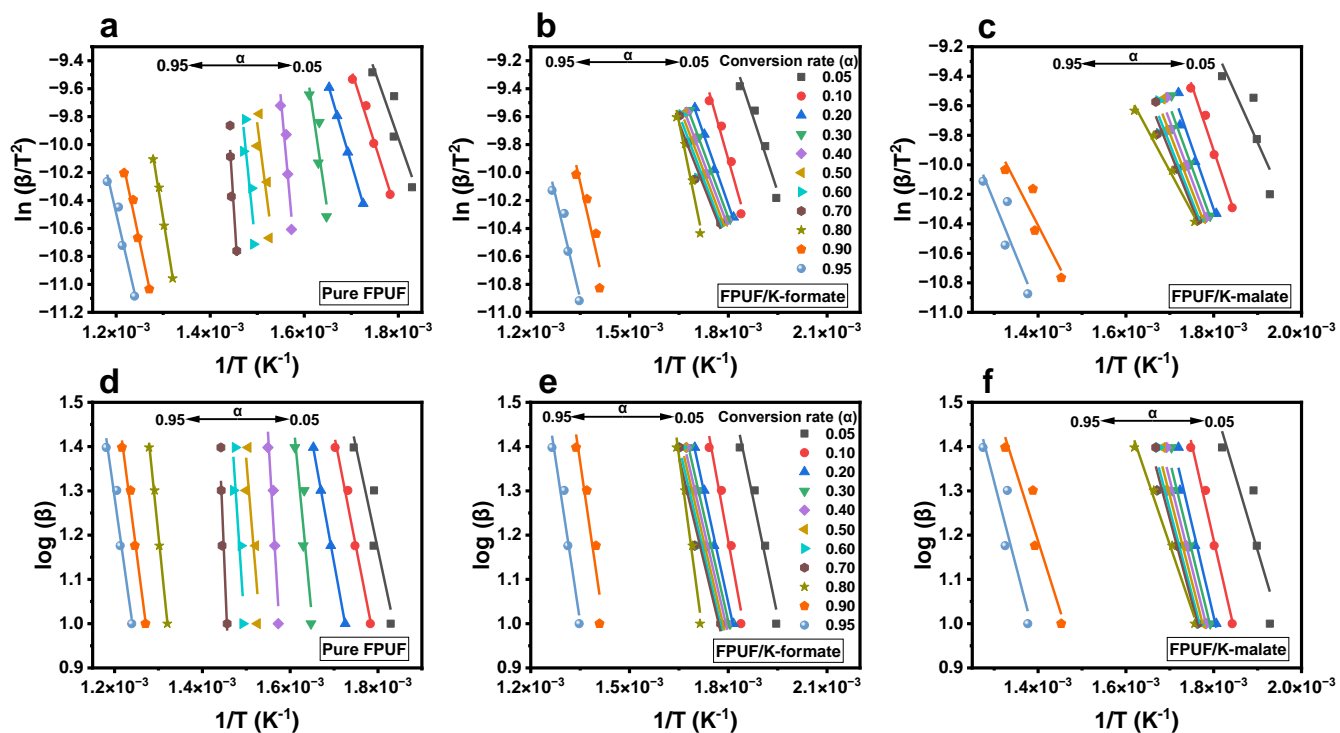 a
ln (β/T²)
−9.4
−9.6
−9.8
−10.0
−10.2
−10.4
−10.6
−10.8
−11.0
−11.2
0.95
α
0.05
Pure FPUF
1.2×10⁻³ 1.4×10⁻³ 1.6×10⁻³ 1.8×10⁻³
1/T (K⁻¹)
b
ln (β/T²)
−9.2
−9.4
−9.6
−9.8
−10.0
−10.2
−10.4
−10.6
−10.8
−11.0
0.95
α
0.05
Conversion rate (α)
0.05
0.10
0.20
0.30
0.40
0.50
0.60
0.70
0.80
0.90
0.95
FPUF/K-formate
1.2×10⁻³ 1.5×10⁻³ 1.8×10⁻³ 2.1×10⁻³
1/T (K⁻¹)
c
ln (β/T²)
−9.2
−9.4
−9.6
−9.8
−10.0
−10.2
−10.4
−10.6
−10.8
−11.0
0.95
α
0.05
FPUF/K-malate
1.4×10⁻³ 1.6×10⁻³ 1.8×10⁻³ 2.0×10⁻³
1/T (K⁻¹)
d
log (β)
1.5
1.4
1.3
1.2
1.1
1.0
0.9
0.95
α
0.05
Pure FPUF
1.2×10⁻³ 1.4×10⁻³ 1.6×10⁻³ 1.8×10⁻³
1/T (K⁻¹)
e
log (β)
1.5
1.4
1.3
1.2
1.1
1.0
0.9
0.95
α
0.05
Conversion rate (α)
0.05
0.10
0.20
0.30
0.40
0.50
0.60
0.70
0.80
0.90
0.95
FPUF/K-formate
1.2×10⁻³ 1.5×10⁻³ 1.8×10⁻³ 2.1×10⁻³
1/T (K⁻¹)
f
log (β)
1.5
1.4
1.3
1.2
1.1
1.0
0.9
0.95
α
0.05
FPUF/K-malate
1.4×10⁻³ 1.6×10⁻³ 1.8×10⁻³ 2.0×10⁻³
1/T (K⁻¹)